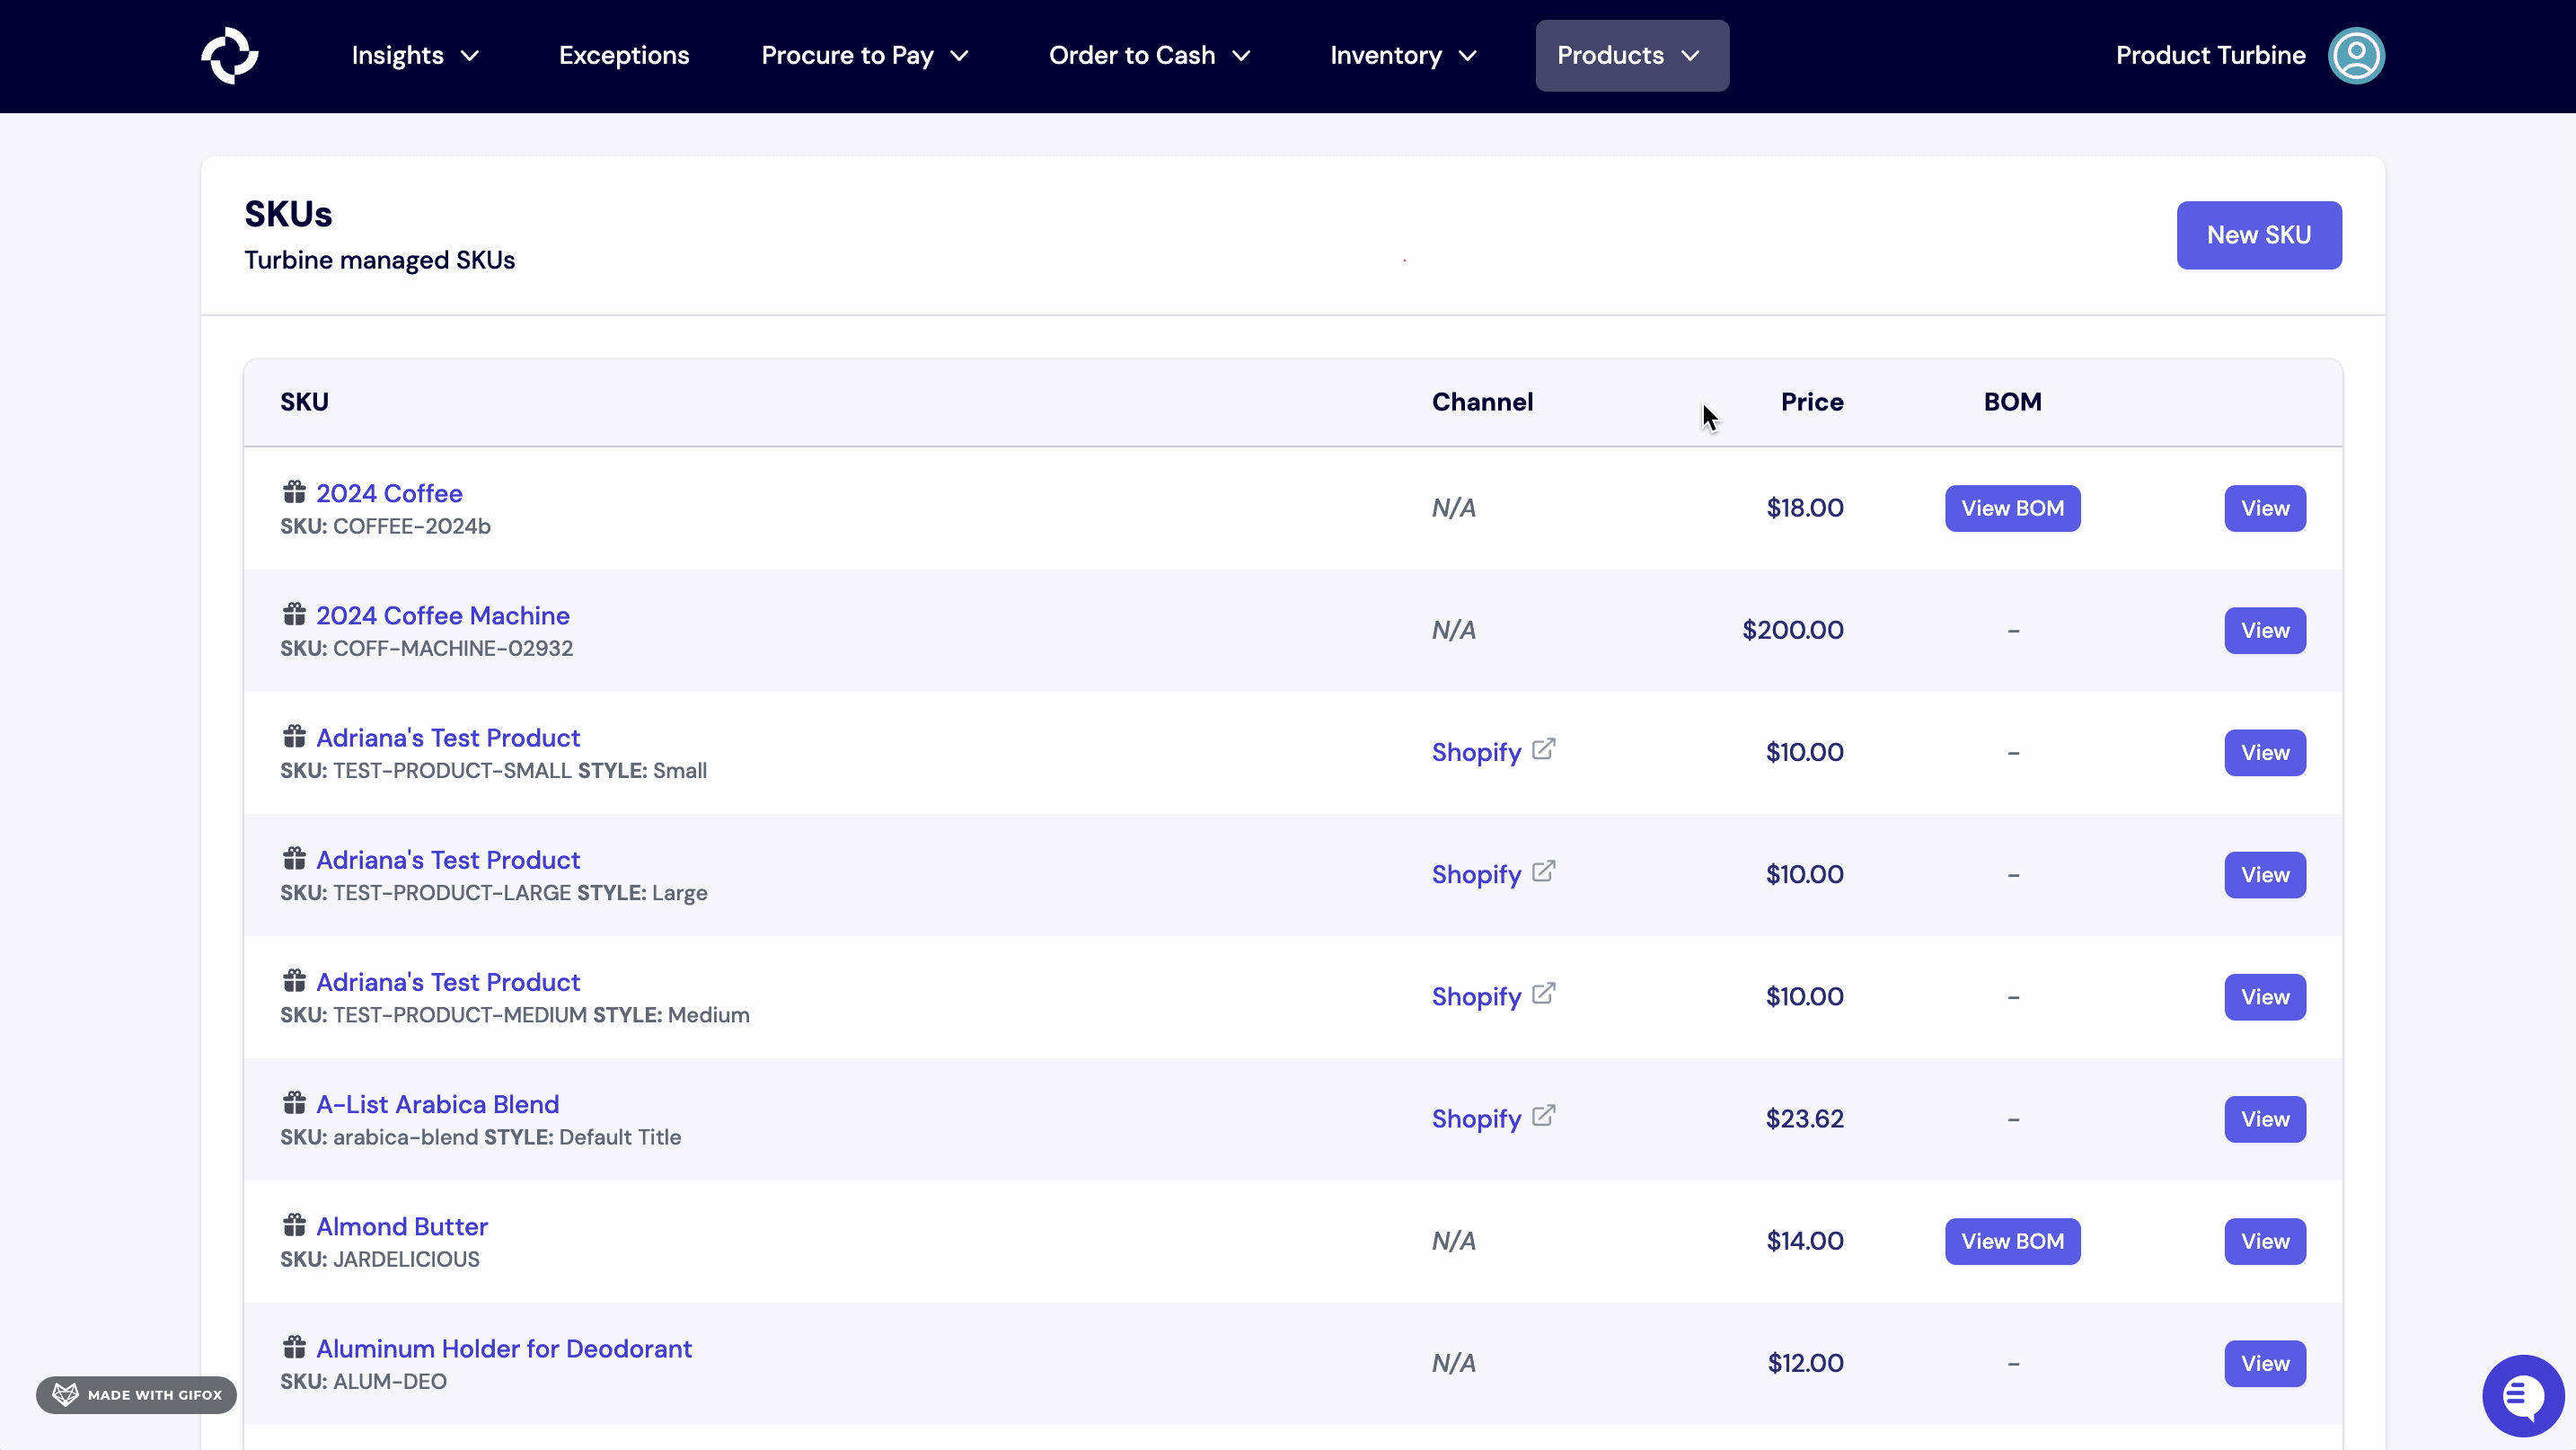 Insights Exceptions Procure to Pay Order to Cash Inventory Products Product Turbine
SKUs
Turbine managed SKUs
New SKU
SKU Channel Price BOM
2024 Coffee
SKU: COFFEE-2024b
N/A $18.00 View BOM View
2024 Coffee Machine
SKU: COFF-MACHINE-02932
N/A $200.00 - View
Adriana's Test Product
SKU: TEST-PRODUCT-SMALL STYLE: Small
Shopify $10.00 - View
Adriana's Test Product
SKU: TEST-PRODUCT-LARGE STYLE: Large
Shopify $10.00 - View
Adriana's Test Product
SKU: TEST-PRODUCT-MEDIUM STYLE: Medium
Shopify $10.00 - View
A-List Arabica Blend
SKU: arabica-blend STYLE: Default Title
Shopify $23.62 - View
Almond Butter
SKU: JARDELICIOUS
N/A $14.00 View BOM View
Aluminum Holder for Deodorant
SKU: ALUM-DEO
N/A $12.00 - View
MADE WITH GIFOX